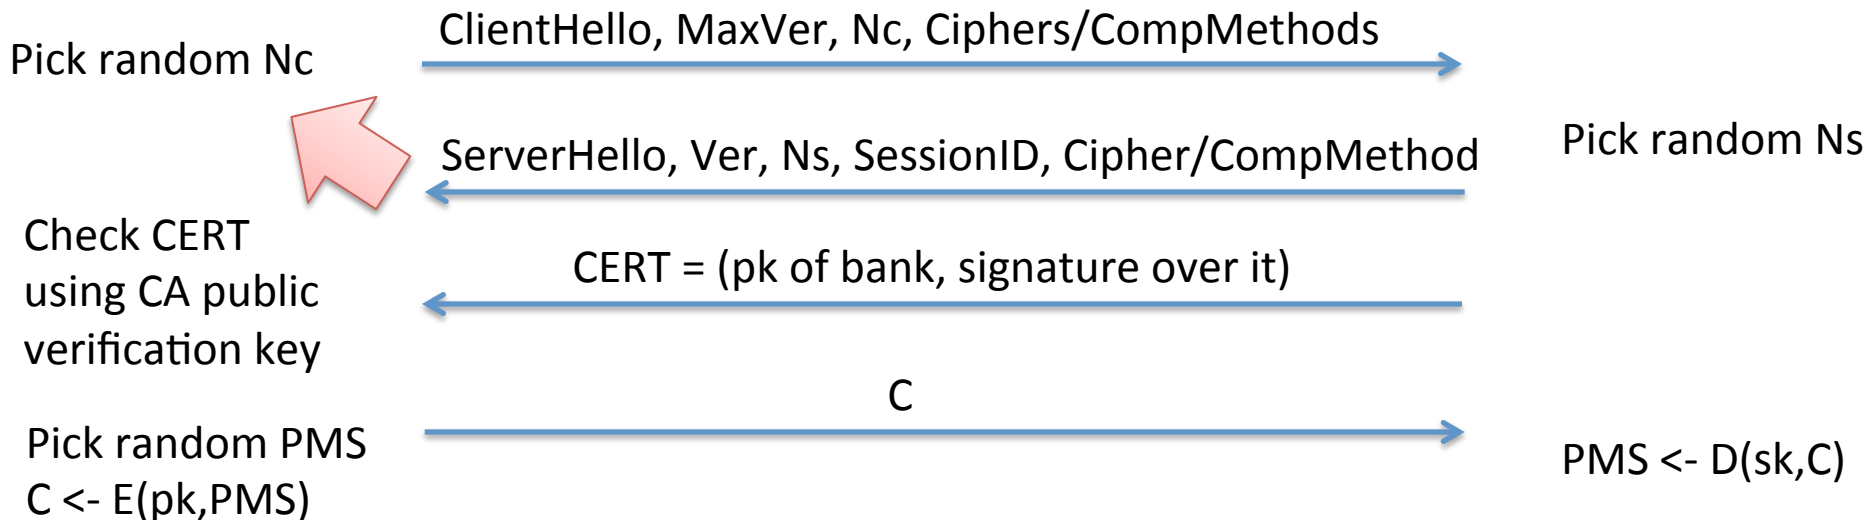 ClientHello, MaxVer, Nc, Ciphers/CompMethods
Pick random Nc
ServerHello, Ver, Ns, SessionID, Cipher/CompMethod
Pick random Ns
Check CERT
using CA public
verification key
CERT = (pk of bank, signature over it)
C
Pick random PMS
C <- E(pk,PMS)
PMS <- D(sk,C)